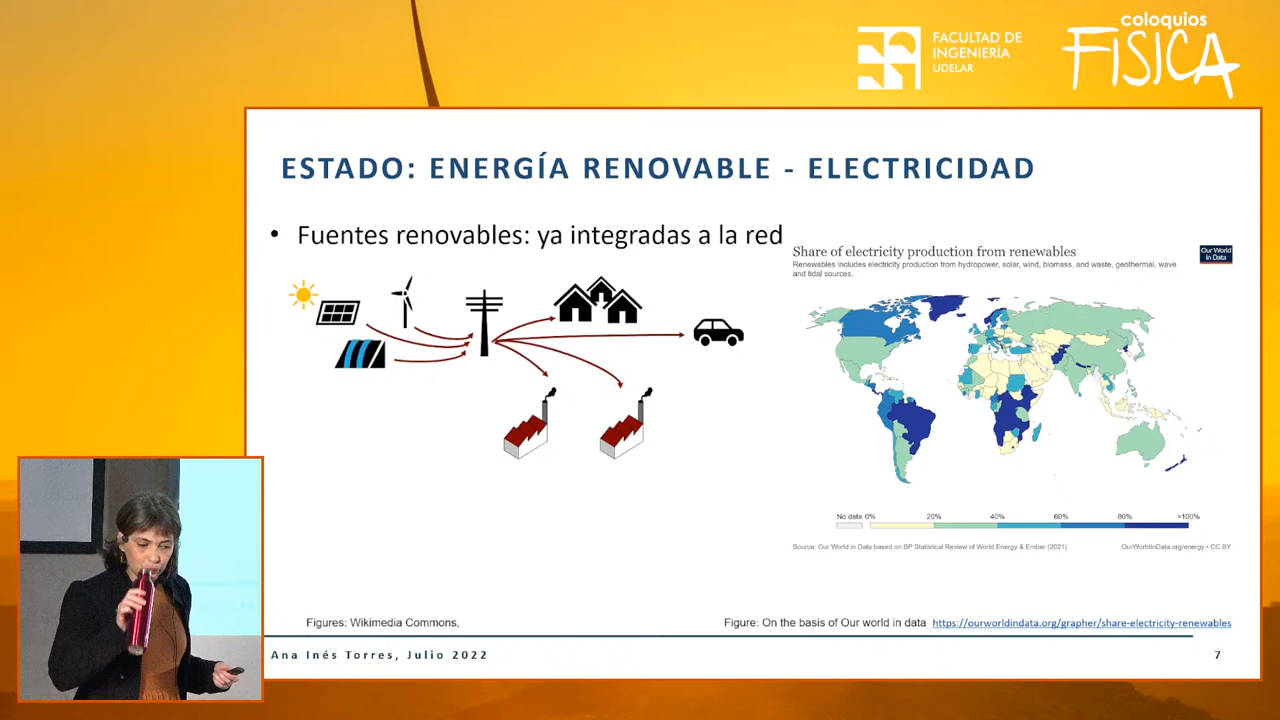 coloquios
FISICA
FACULTAD DE
INGENIERÍA
UDELAR
ESTADO: ENERGÍA RENOVABLE - ELECTRICIDAD
• Fuentes renovables: ya integradas a la red
Share of electricity production from renewables
Renewables includes electricity production from hydropower, solar, wind, biomass. and waste, geothermal, wave
and tidal sources.
Our World
in Data
No data 0% 20% 40% 60% 80% >100%
Source: Our World in Data based on BP Statistical Review of World Energy & Ember (2021)
OurWorldInData.org/energy • CC BY
Figures: Wikimedia Commons,
Figure: On the basis of Our world in data https://ourworldindata.org/grapher/share-electricity-renewables
Ana Inés Torres, Julio 2022
7